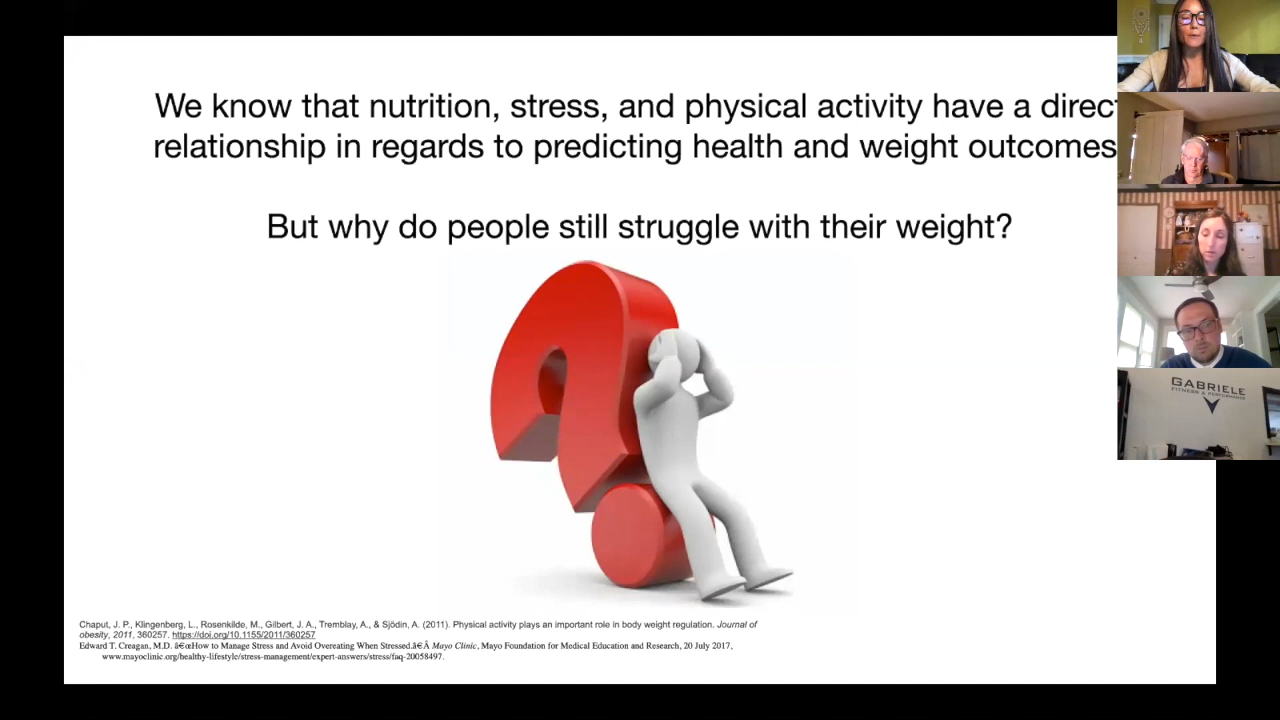 We know that nutrition, stress, and physical activity have a direc
relationship in regards to predicting health and weight outcomes
But why do people still struggle with their weight?
GABRIELE
FITNESS & PERFORMANCE
Chaput, J. P., Klingenberg, L., Rosenkilde, M., Gilbert, J. A., Tremblay, A., & Sjödin, A. (2011). Physical activity plays an important role in body weight regulation. Journal of
obesity, 2011, 360257. https://doi.org/10.1155/2011/360257
Edward T. Creagan, M.D. â€œHow to Manage Stress and Avoid Overeating When Stressed.â€Â Mayo Clinic, Mayo Foundation for Medical Education and Research, 20 July 2017,
www.mayoclinic.org/healthy-lifestyle/stress-management/expert-answers/stress/faq-20058497.